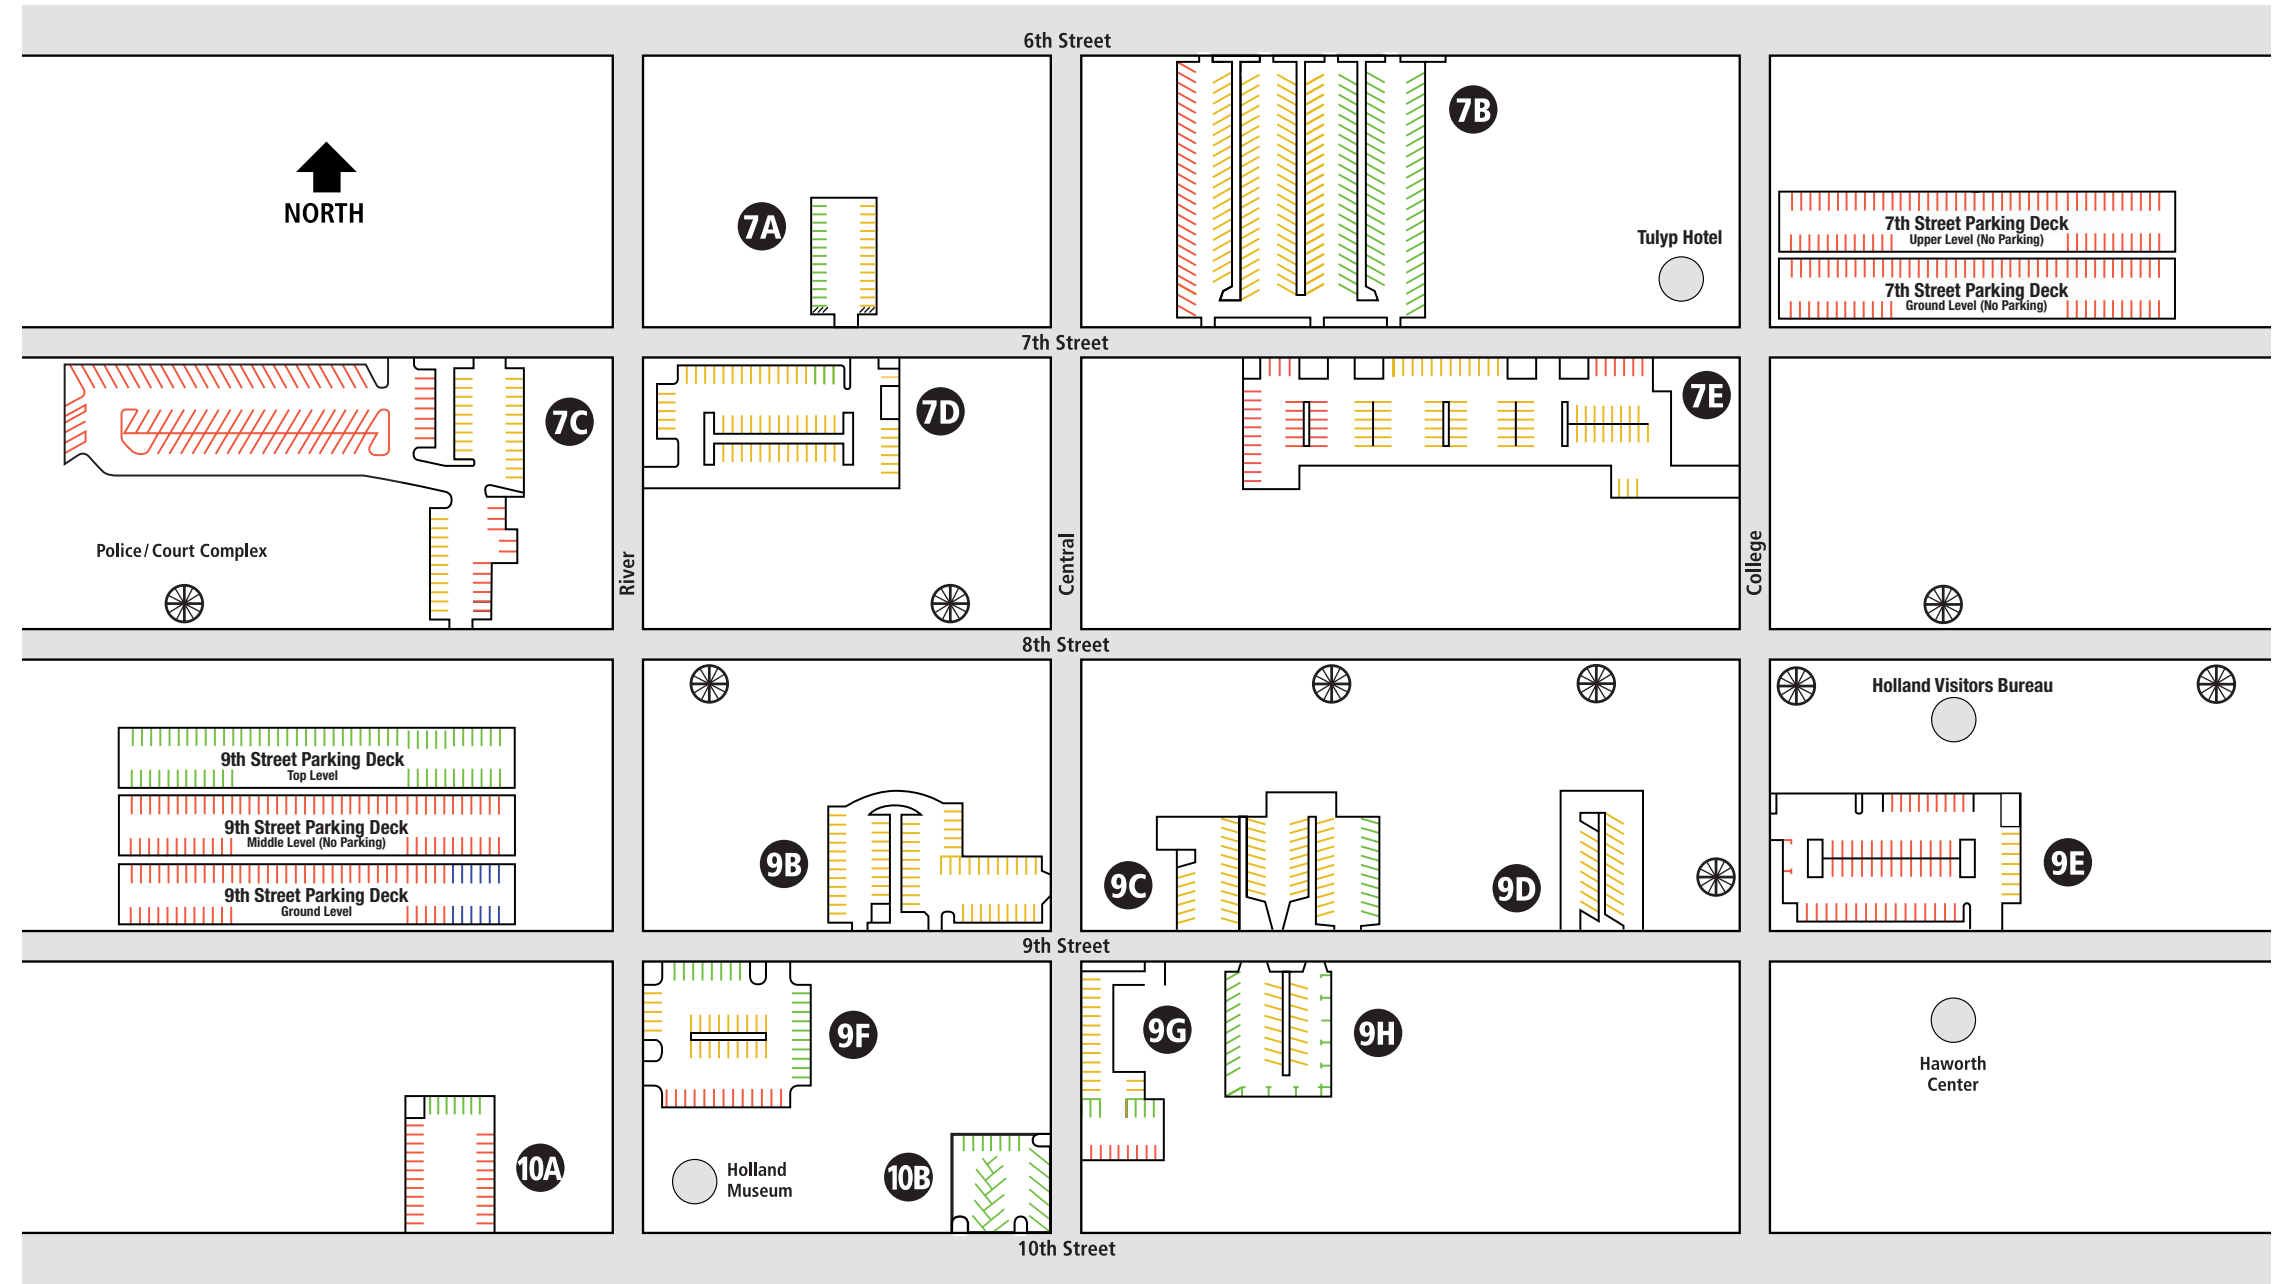 6th Street
7B
7A
NORTH
Tulyp Hotel
7th Street Parking Deck
Upper Level (No Parking)
7th Street Parking Deck
Ground Level (No Parking)
7th Street
7C
7D
7E
Police / Court Complex
River
Central
College
8th Street
Holland Visitors Bureau
9th Street Parking Deck
Top Level
9th Street Parking Deck
Middle Level (No Parking)
9th Street Parking Deck
Ground Level
9B
9C
9D
9E
9th Street
9F
9G
9H
Haworth
Center
10A
Holland
Museum
10B
10th Street